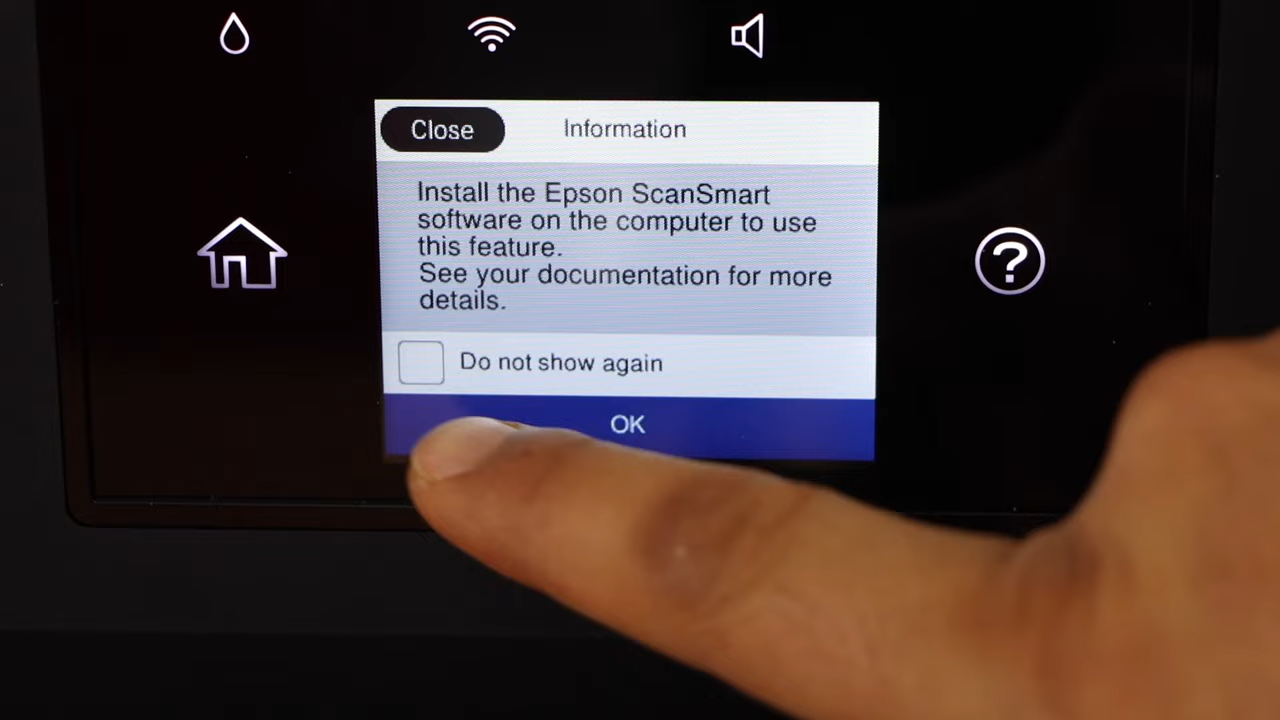 Close
Information
Install the Epson ScanSmart
software on the computer to use
this feature.
See your documentation for more
details.
Do not show again
OK